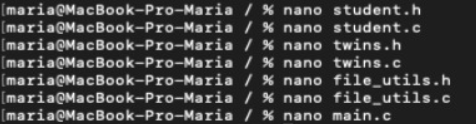 [maria@MacBook-Pro-Maria / % nano student.h
[maria@MacBook-Pro-Maria / % nano student.c
[maria@MacBook-Pro-Maria / % nano twins.h
[maria@MacBook-Pro-Maria / % nano twins.c
[maria@MacBook-Pro-Maria / % nano file_utils.h
[maria@MacBook-Pro-Maria / % nano file_utils.c
[maria@MacBook-Pro-Maria / % nano main.c